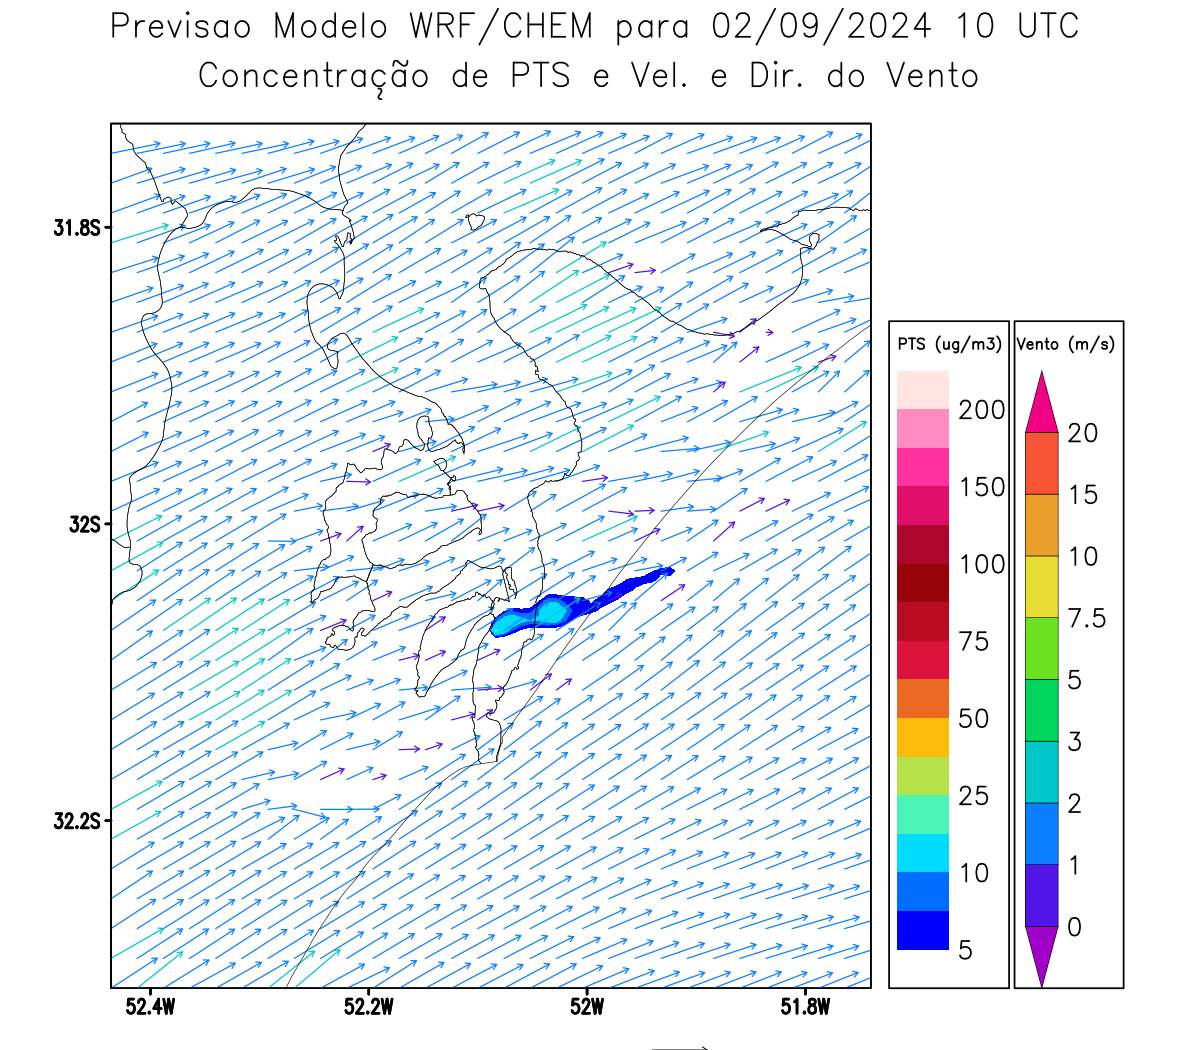 Previsao Modelo WRF/CHEM para 02/09/2024 10 UTC
Concentração de PTS e Vel. e Dir. do Vento
31.8S
32S
32.2S
52.4W
52.2W
52W
51.8W
PTS (ug/m3)
200
150
100
75
50
25
10
5
Vento (m/s)
20
15
10
7.5
5
3
2
1
0